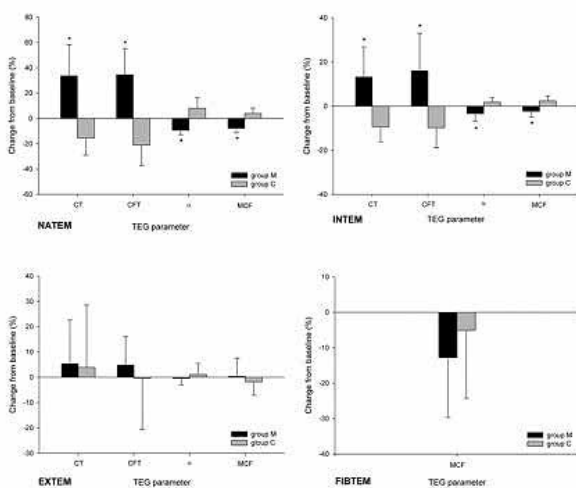 Change from baseline (%)
80
60
40
20
0
-20
-40
-60
*
*
*
*
group M
group C
CT
CFT
α
MCF
NATEM
TEG parameter
Change from baseline (%)
40
20
0
-20
-40
*
*
*
*
group M
group C
CT
CFT
α
MCF
INTEM
TEG parameter
Change from baseline (%)
40
30
20
10
0
-10
-20
-30
-40
group M
group C
CT
CFT
α
MCF
EXTEM
TEG parameter
Change from baseline (%)
10
0
-10
-20
-30
-40
group M
group C
MCF
FIBTEM
TEG parameter